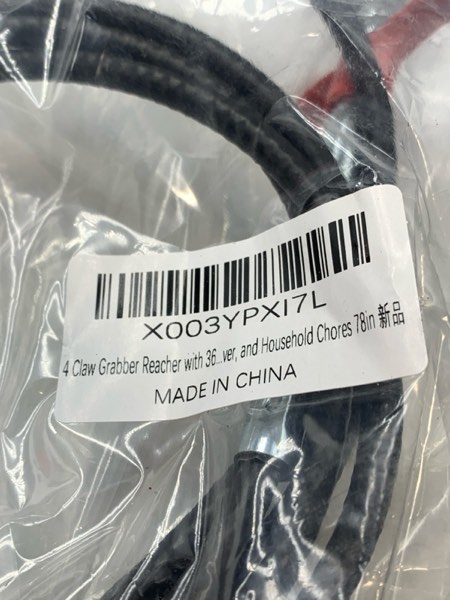 X003YPXI7L
4 Claw Grabber Reacher with 36...ver, and Household Chores 78in 新品
MADE IN CHINA